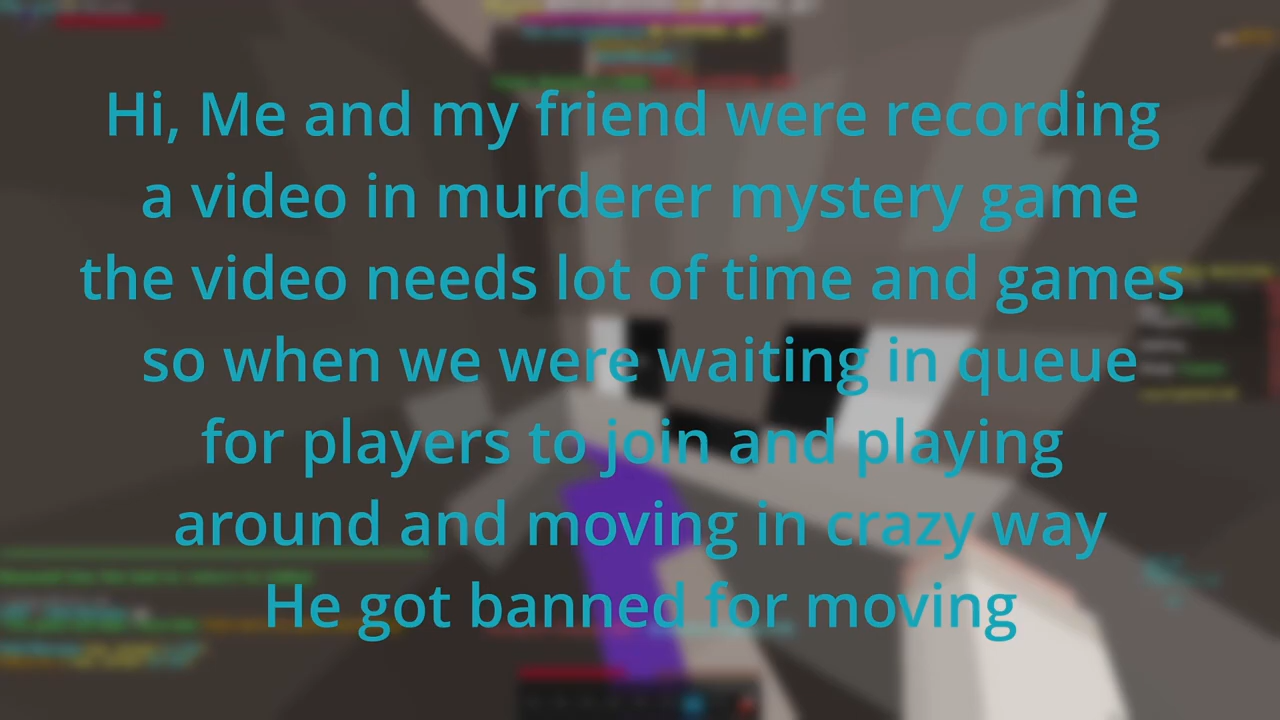 Hi, Me and my friend were recording
a video in murderer mystery game
the video needs lot of time and games
so when we were waiting in queue
for players to join and playing
around and moving in crazy way
He got banned for moving